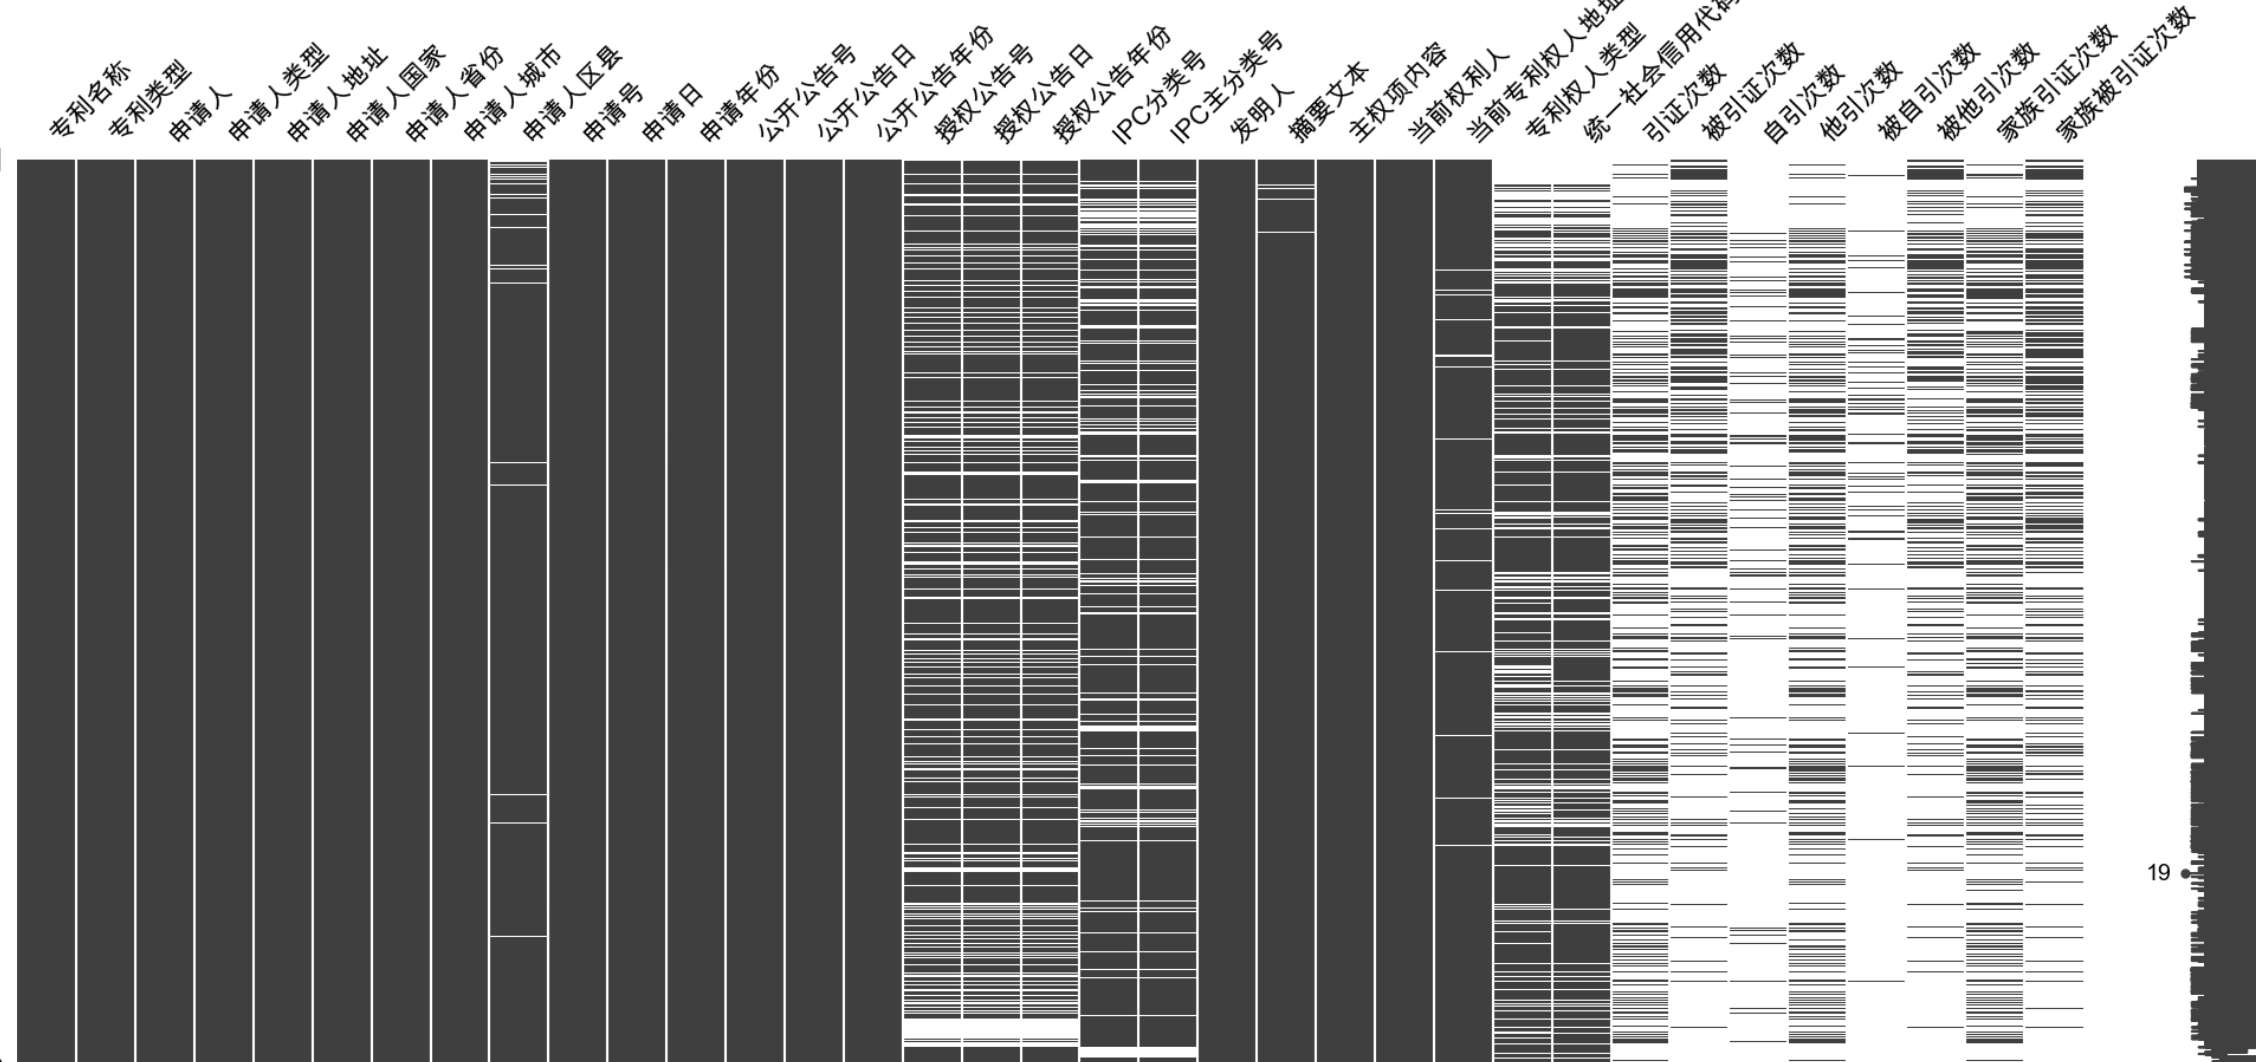 专利名称
专利类型
申请人
申请人类型
申请人地址
申请人国家
申请人省份
申请人城市
申请人区县
申请号
申请日
申请年份
公开公告号
公开公告日
公开公告年份
授权公告号
授权公告日
授权公告年份
IPC分类号
IPC主分类号
发明人
摘要文本
主权项内容
当前权利人
当前专利权人地址
专利权人类型
统一社会信用代码
引证次数
被引证次数
自引次数
他引次数
被自引次数
被他引次数
家族引证次数
家族被引证次数
19